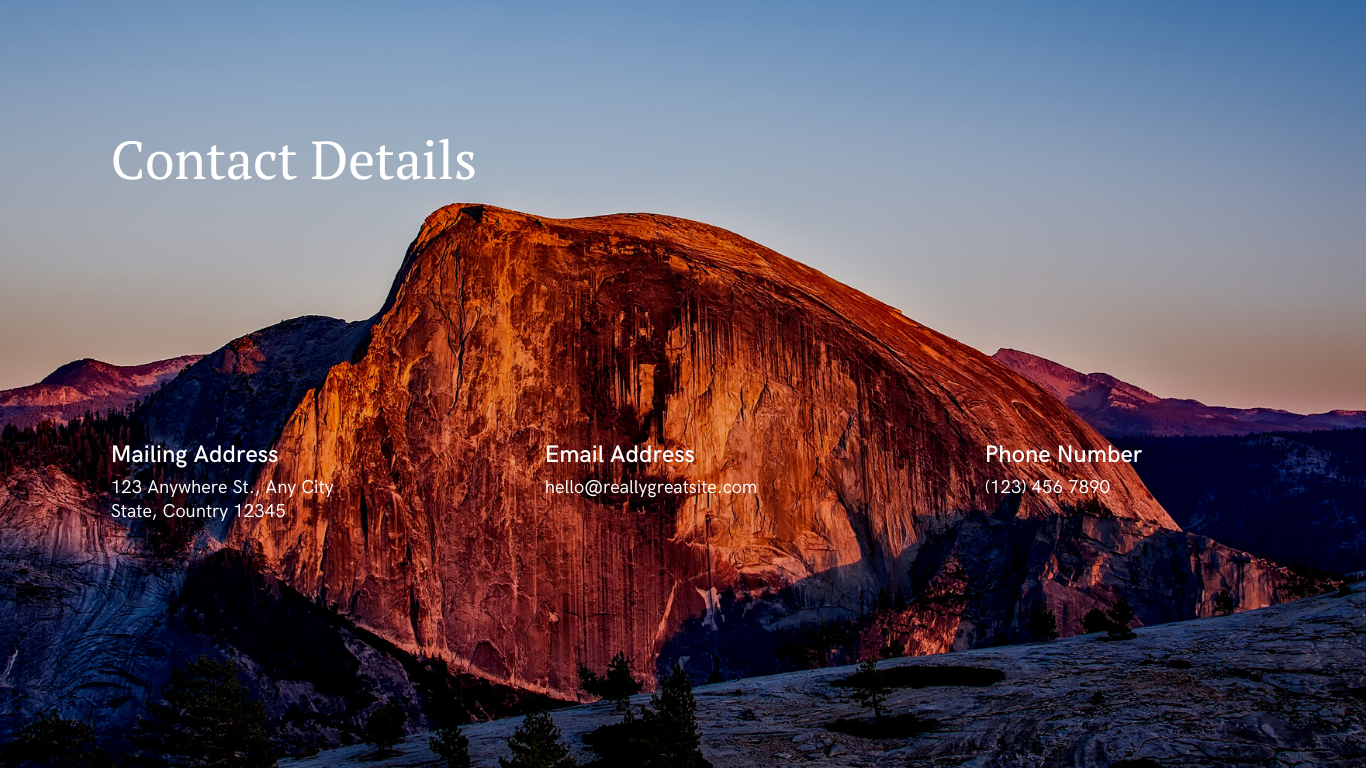 Contact Details
Mailing Address
123 Anywhere St., Any City
State, Country 12345
Email Address
hello@reallygreatsite.com
Phone Number
(123) 456 7890